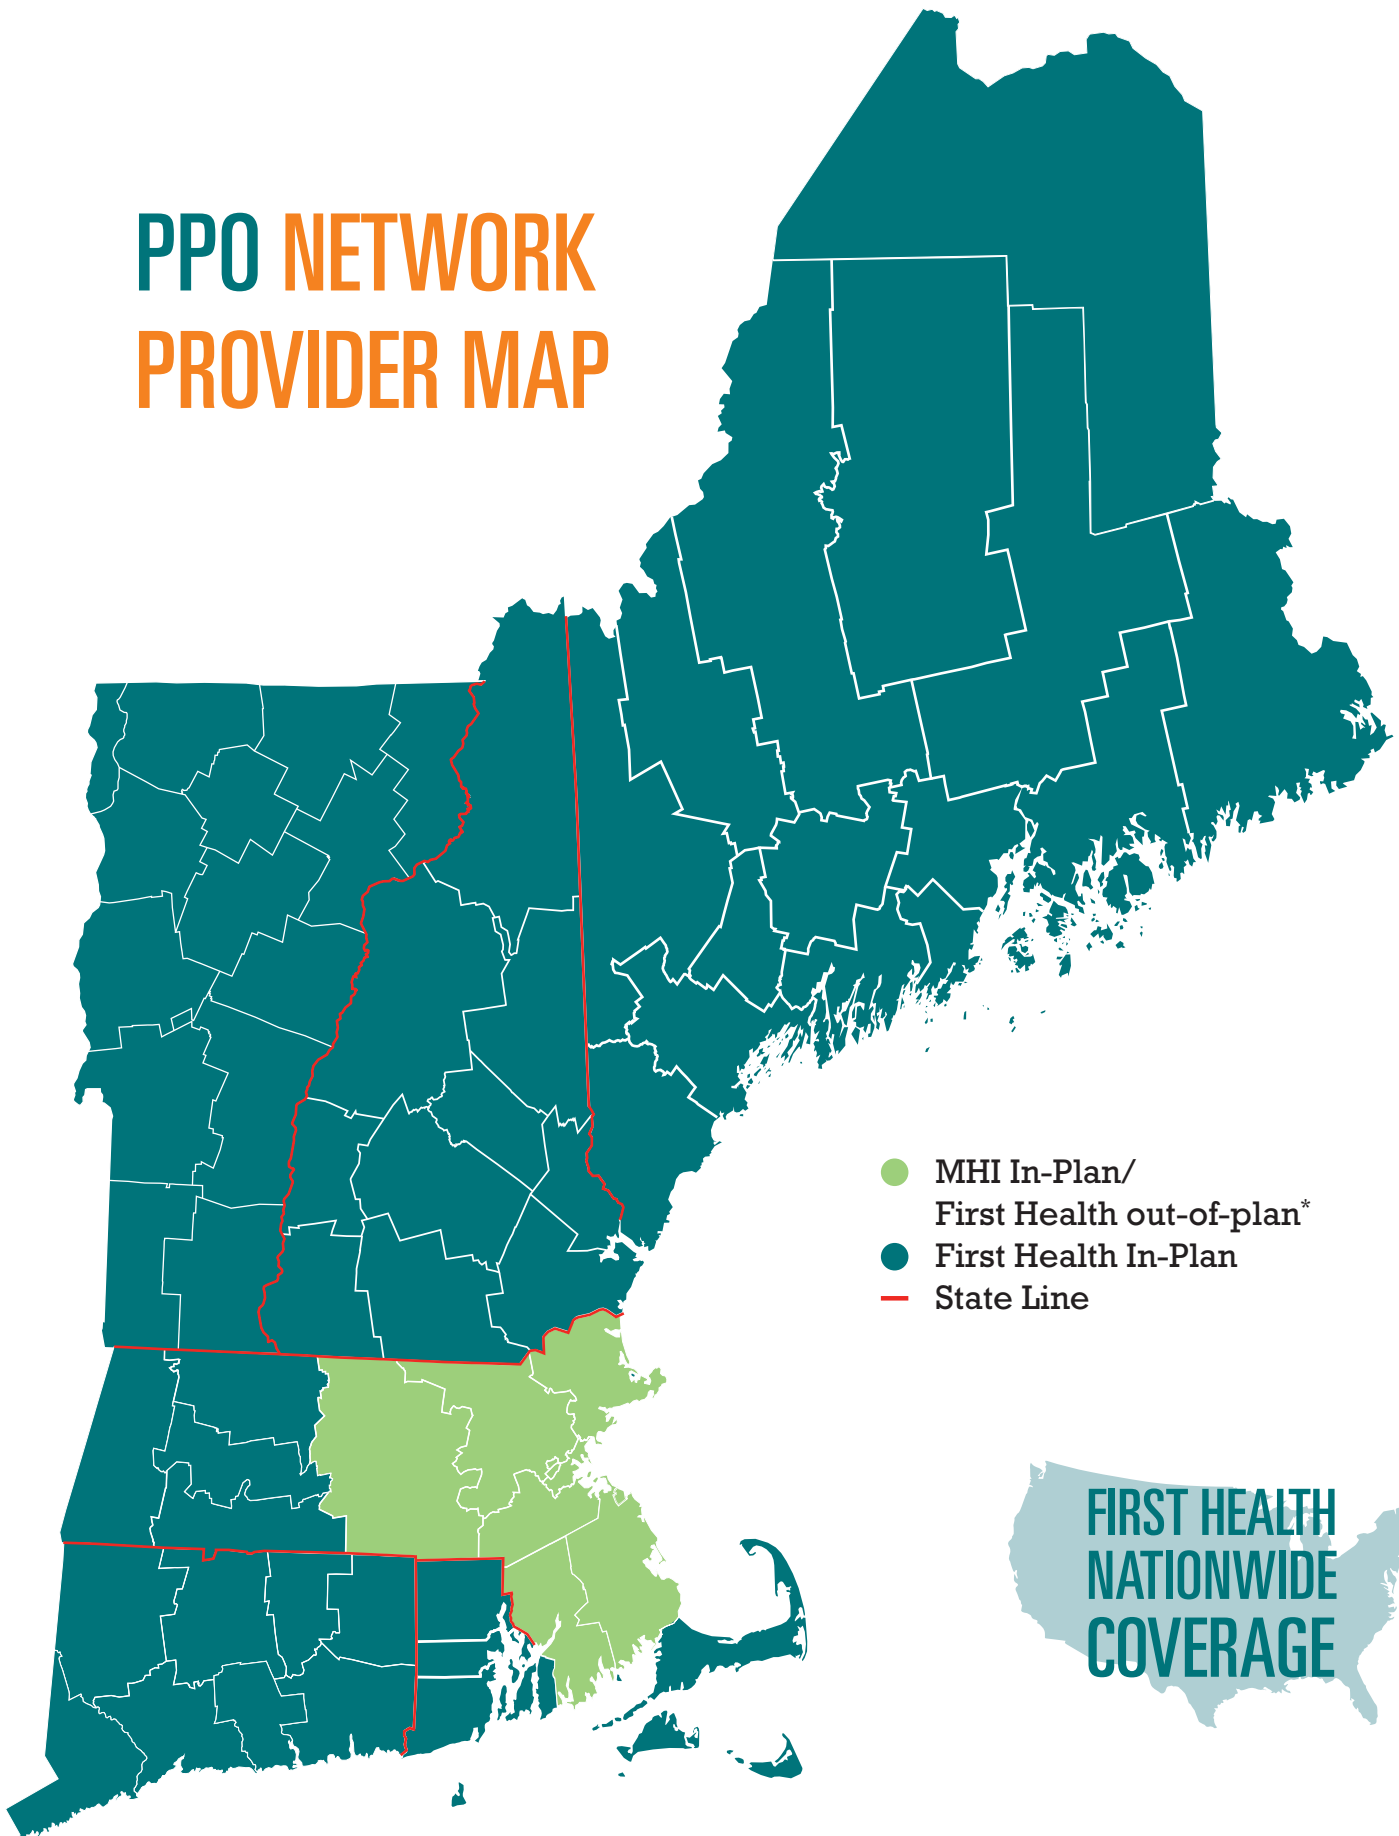 PPO NETWORK
PROVIDER MAP
MHI In-Plan/
First Health out-of-plan*
First Health In-Plan
State Line
FIRST HEALTH
NATIONWIDE
COVERAGE